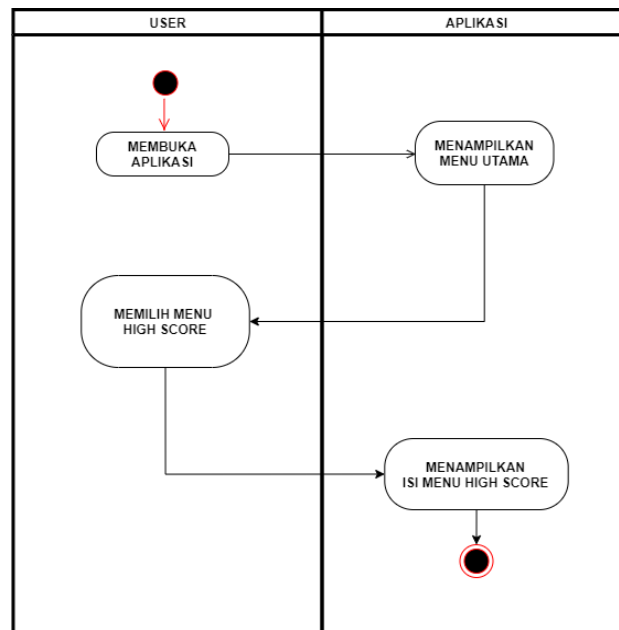 USER
APLIKASI
MEMBUKA
APLIKASI
MENAMPILKAN
MENU UTAMA
MEMILIH MENU
HIGH SCORE
MENAMPILKAN
ISI MENU HIGH SCORE